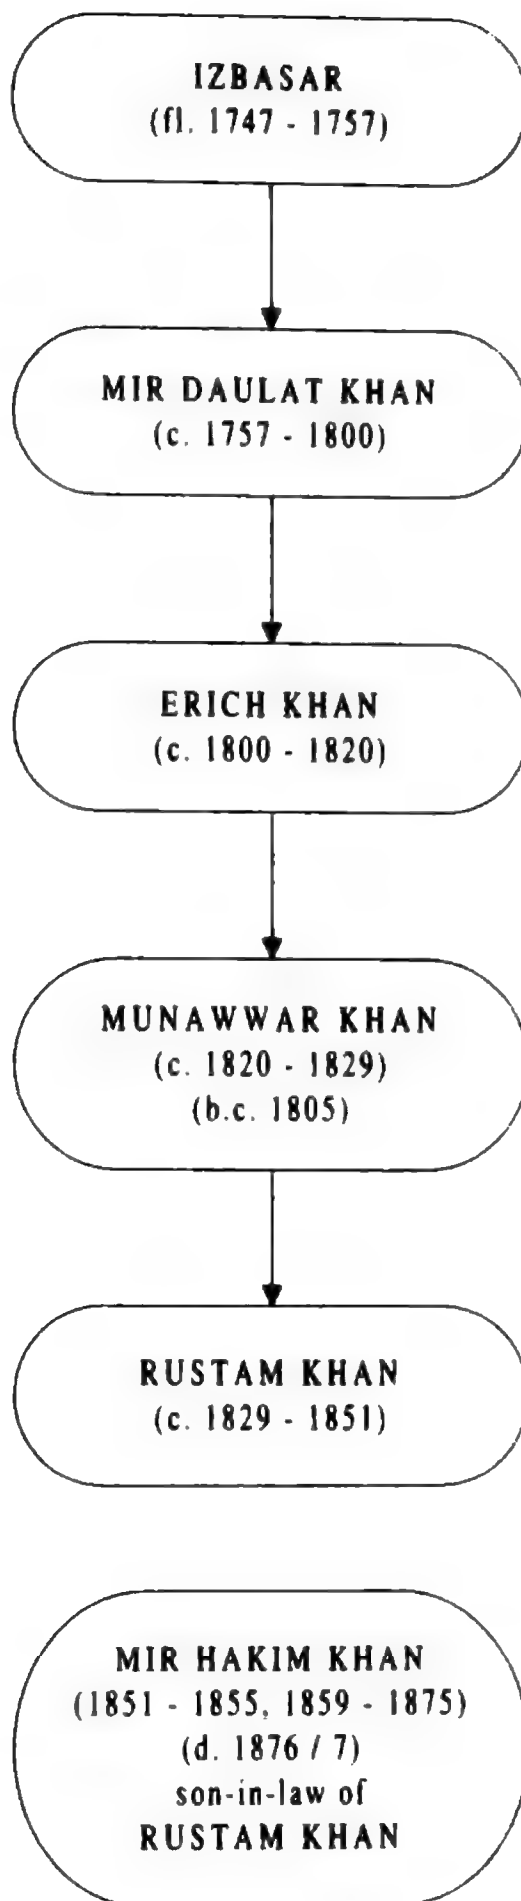 IZBASAR
(fl. 1747 - 1757)
MIR DAULAT KHAN
(c. 1757 - 1800)
ERICH KHAN
(c. 1800 - 1820)
MUNAWWAR KHAN
(c. 1820 - 1829)
(b.c. 1805)
RUSTAM KHAN
(c. 1829 - 1851)
MIR HAKIM KHAN
(1851 - 1855, 1859 - 1875)
(d. 1876 / 7)
son-in-law of
RUSTAM KHAN